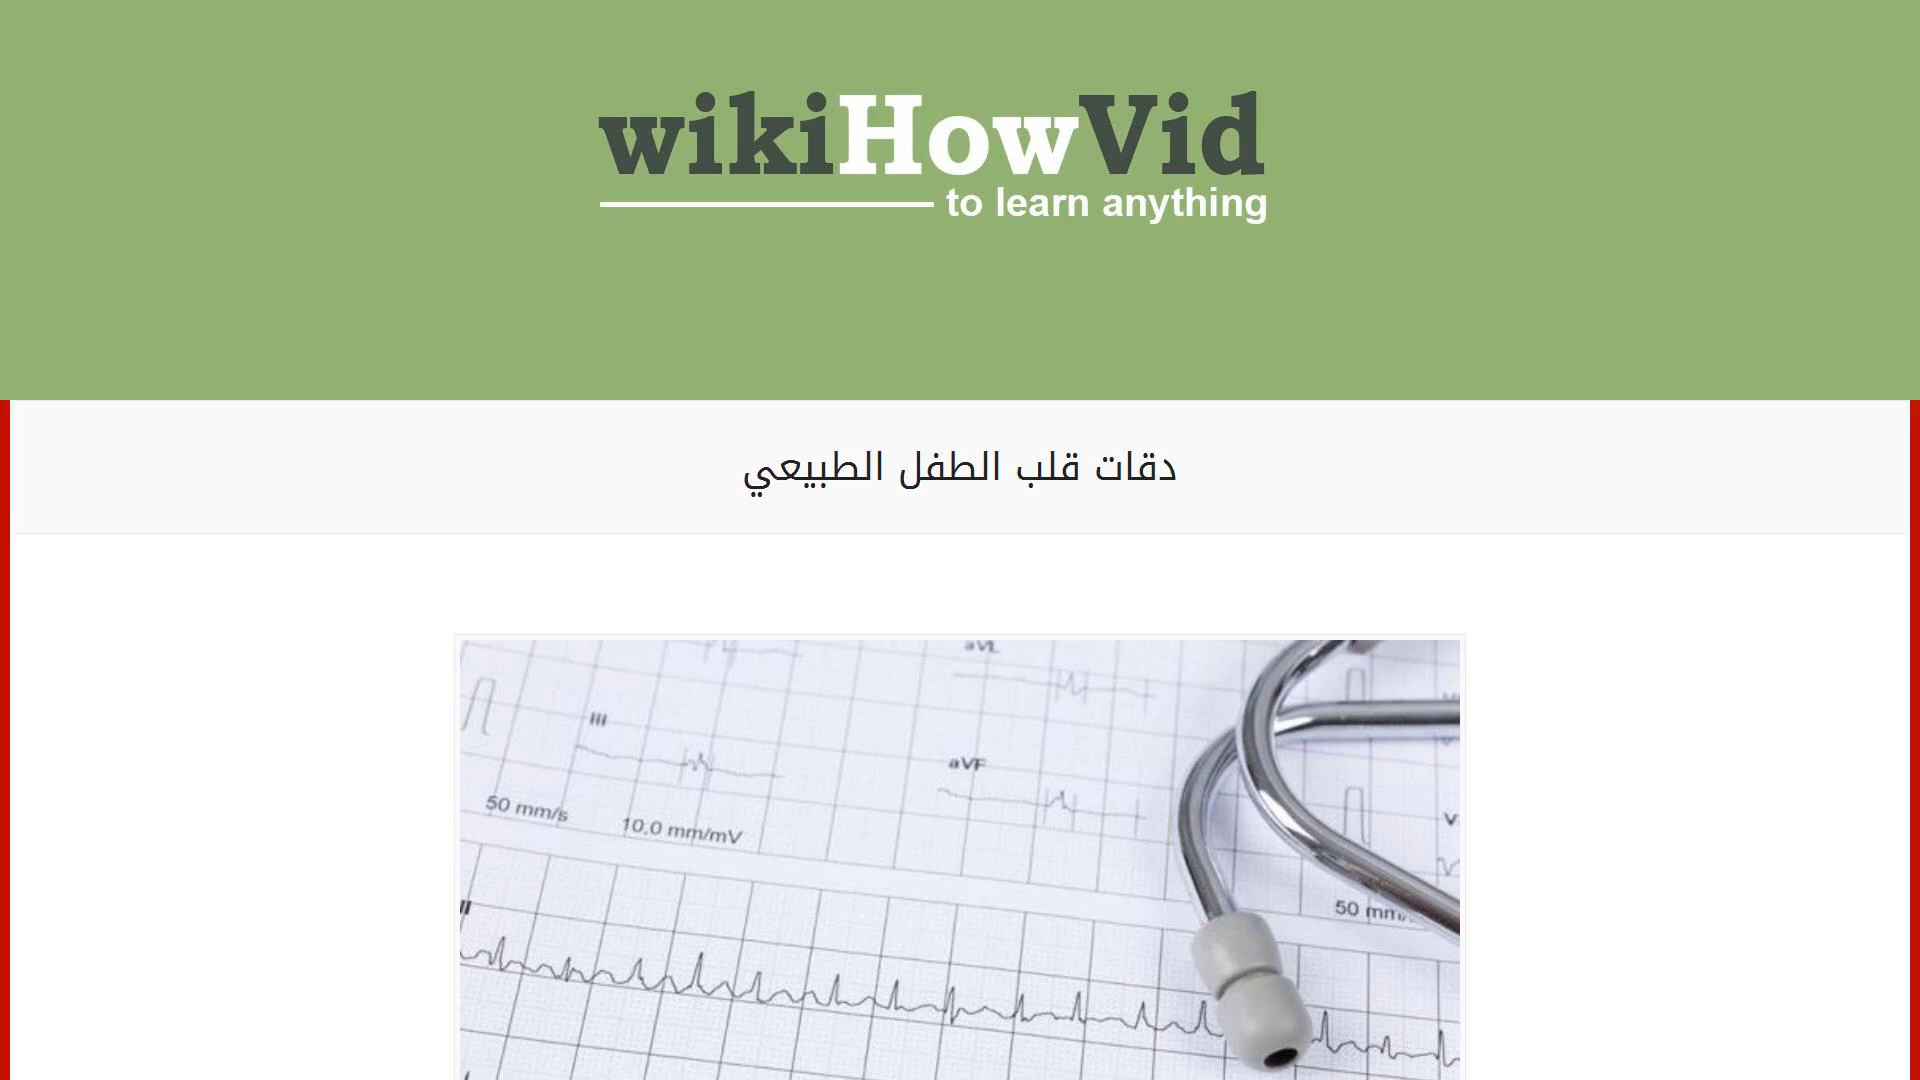 wikiHowVid
to learn anything
دقات قلب الطفل الطبيعي
aVL
III
aVF
50 mm/s
10,0 mm/mV
V
50 mm/
II